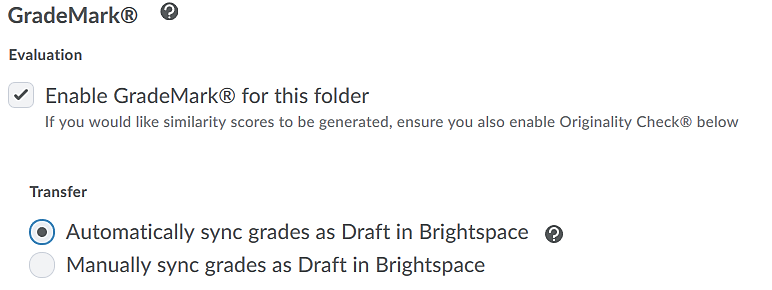 GradeMark®
Evaluation
Enable GradeMark® for this folder
If you would like similarity scores to be generated, ensure you also enable Originality Check® below
Transfer
Automatically sync grades as Draft in Brightspace
Manually sync grades as Draft in Brightspace